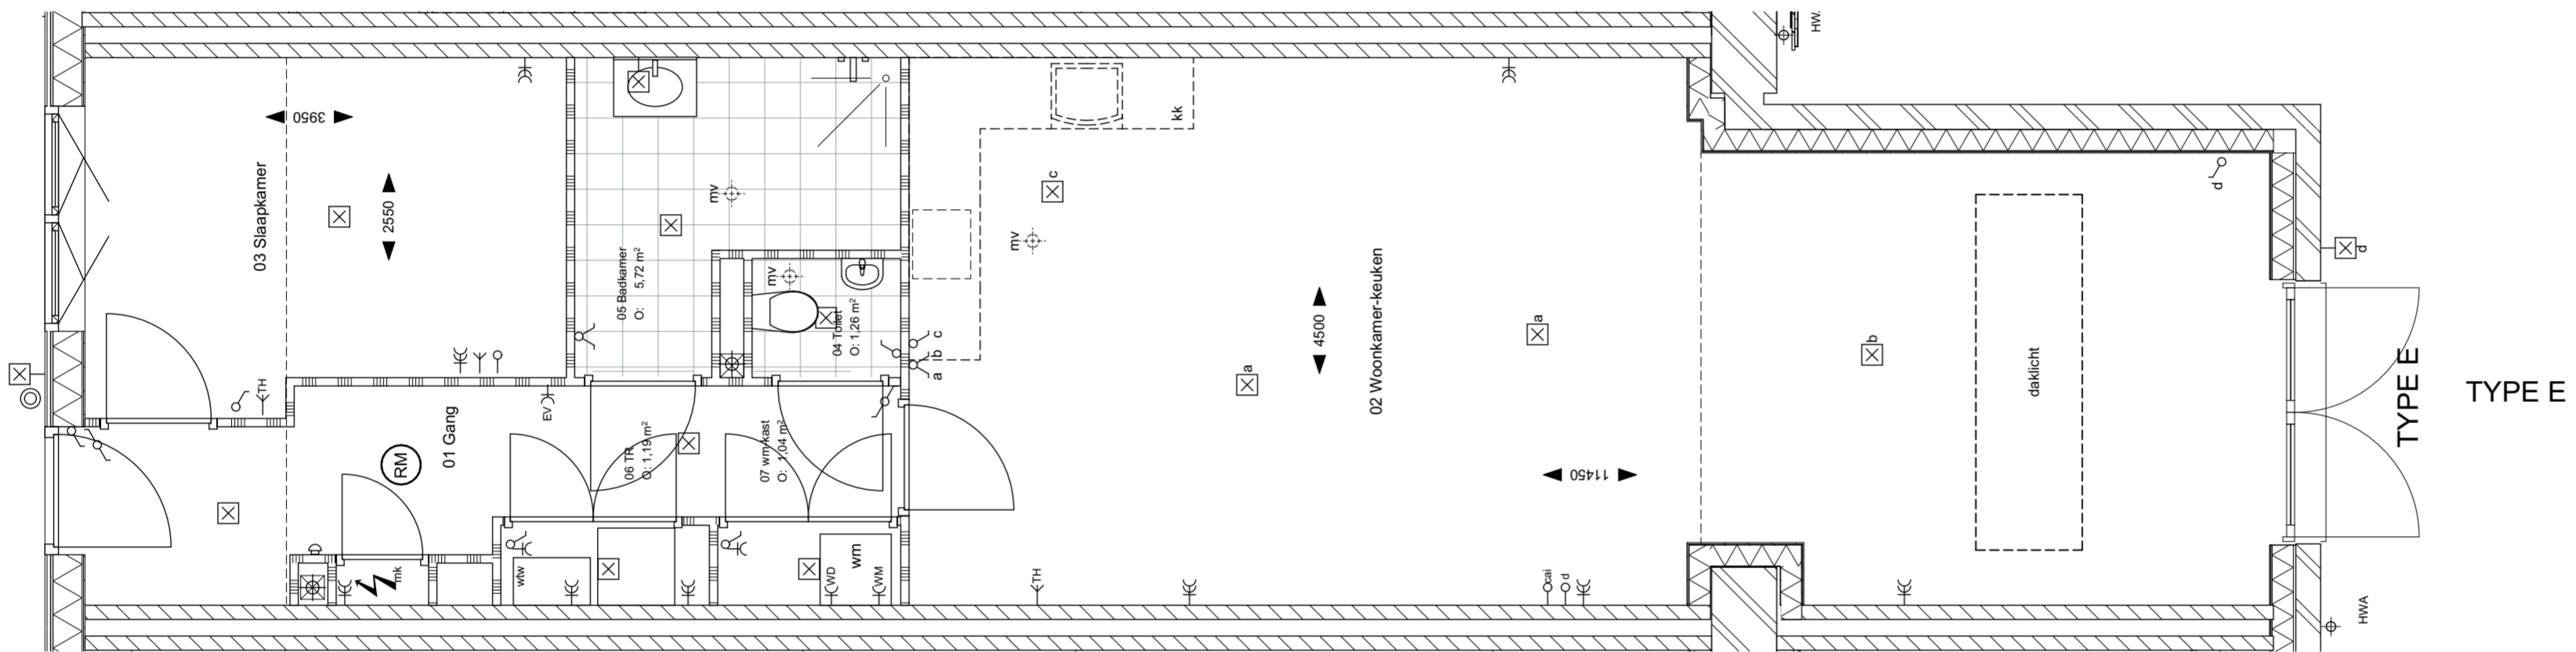 HWA
3950
03 Slaapkamer
2550
TH
RM
01 Gang
EV
mk
wtw
06 TR
O: 1,19 m²
07 wm-kast
O: 1,04 m²
WD
wm
WM
05 Badkamer
O: 5,72 m²
mv
mv
04 Toilet
O: 1,26 m²
a b c
kk
c
mv
a
4500
02 Woonkamer-keuken
a
11450
TH
cai
d
b
daklicht
d
d
TYPE E
TYPE E
HWA